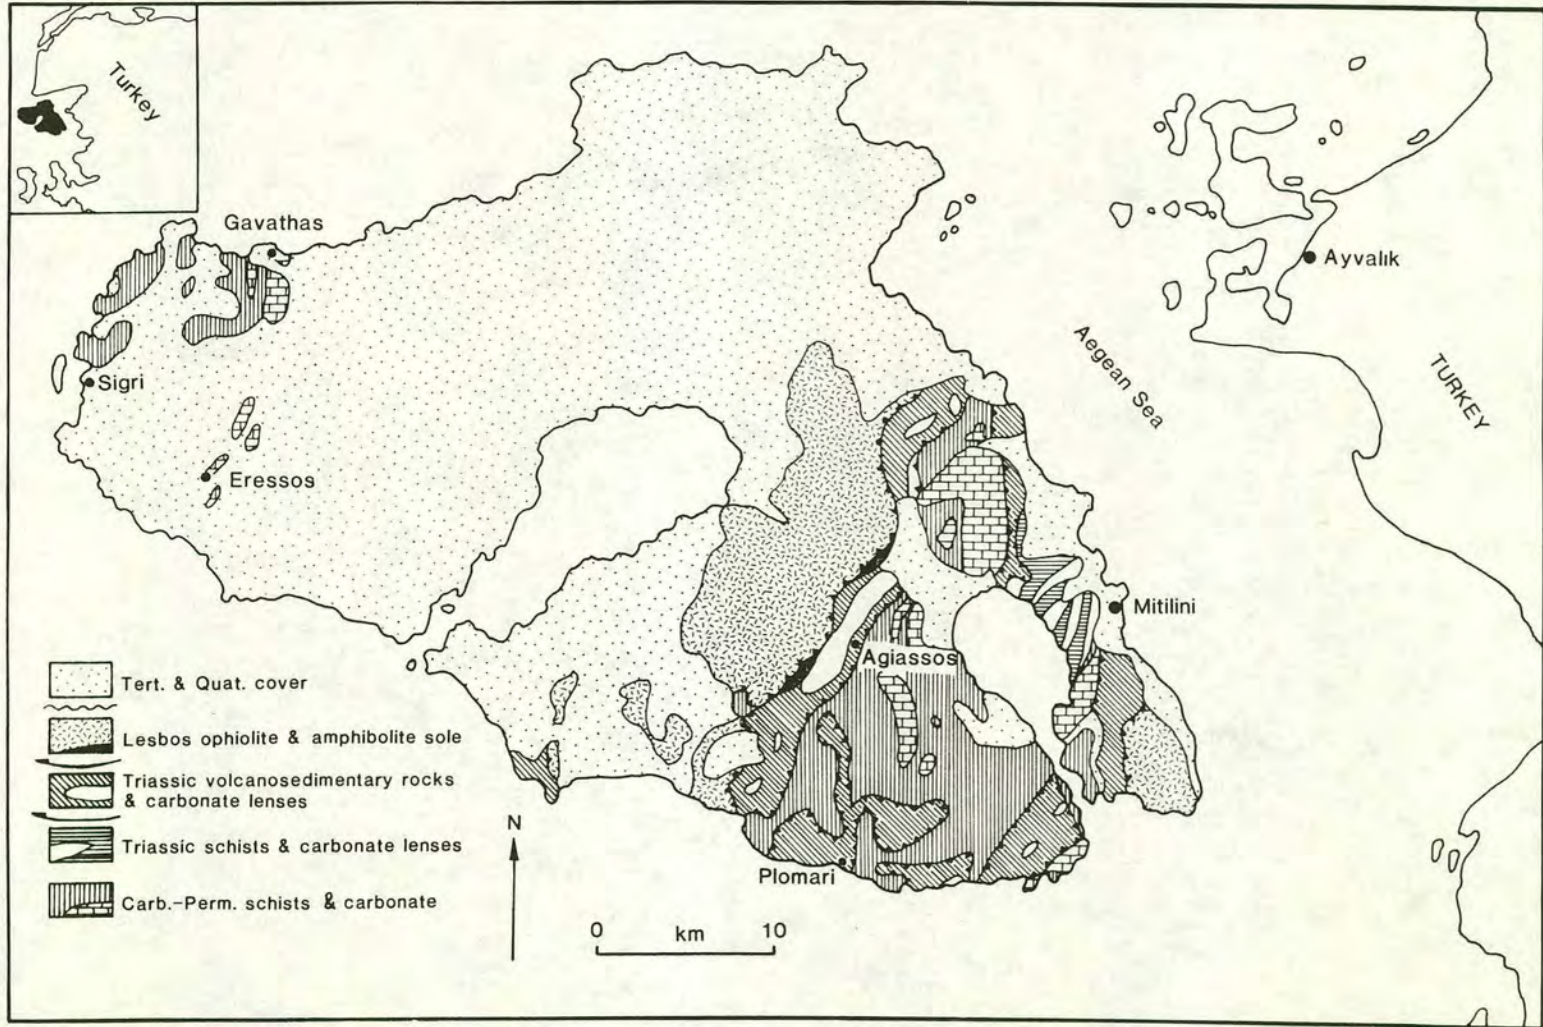 Turkey
Gavathas
Ayvalık
Aegean Sea
TURKEY
Sigri
Eressos
Mitilini
Agiassos
Tert. & Quat. cover
Lesbos ophiolite & amphibolite sole
Triassic volcanosedimentary rocks
& carbonate lenses
Triassic schists & carbonate lenses
Carb.-Perm. schists & carbonate
N
Plomari
0 km 10